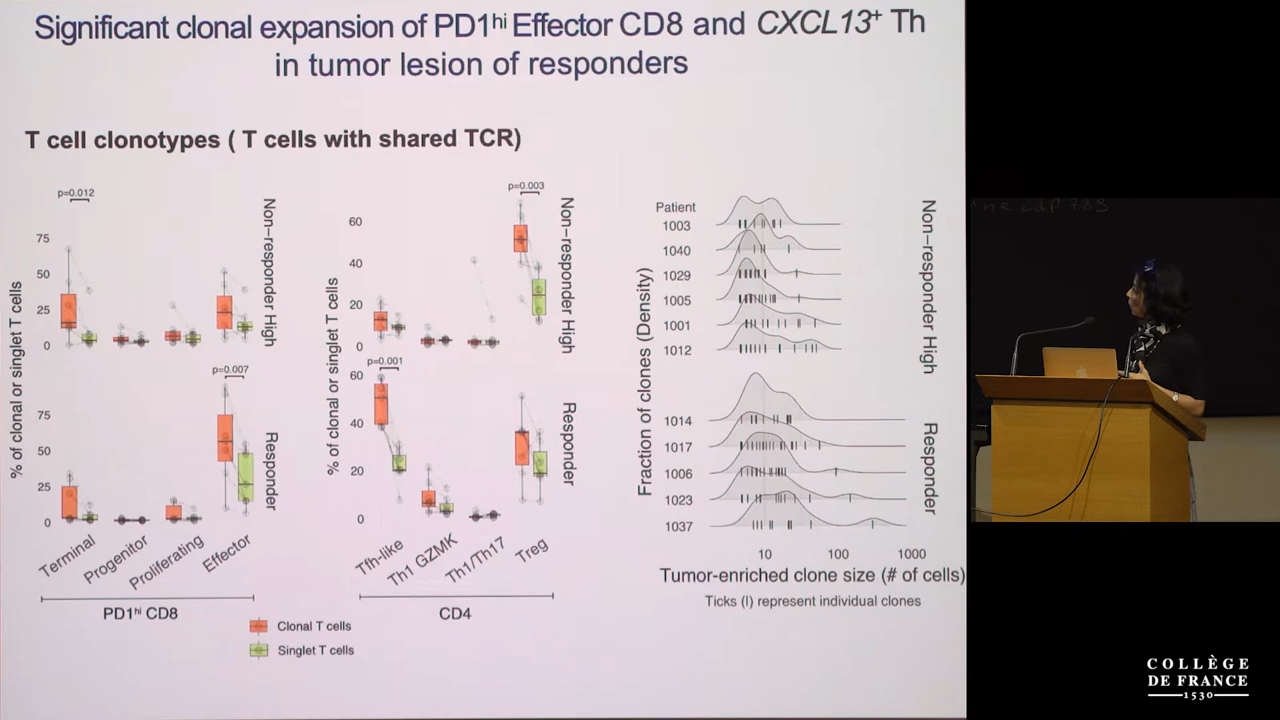 Significant clonal expansion of PD1hi Effector CD8 and CXCL13+ Th
in tumor lesion of responders
T cell clonotypes ( T cells with shared TCR)
% of clonal or singlet T cells
p=0.012
75
50
25
0
Non-responder High
p=0.007
75
50
25
0
Responder
Terminal
Progenitor
Proliferating
Effector
PD1hi CD8
% of clonal or singlet T cells
p=0.003
60
40
20
0
Non-responder High
p=0.001
60
40
20
0
Responder
Tfh-like
Th1 GZMK
Th1/Th17
Treg
CD4
Clonal T cells
Singlet T cells
Fraction of clones (Density)
Patient
1003
1040
1029
1005
1001
1012
Non-responder High
1014
1017
1006
1023
1037
Responder
10
100
1000
Tumor-enriched clone size (# of cells)
Ticks (I) represent individual clones
COLLÈGE
DE FRANCE
1530